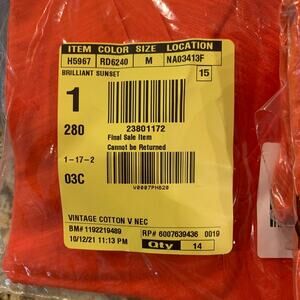 ITEM COLOR SIZE LOCATION
H5967 RD6240 M NA03413F
BRILLIANT SUNSET 15
1
280 23801172
Final Sale Item
Cannot be Returned
1-17-2
03C
V0007PH620
VINTAGE COTTON V NEC
BM# 1192219489 RP# 6007639436 0019
10/12/21 11:13 PM Qty 14